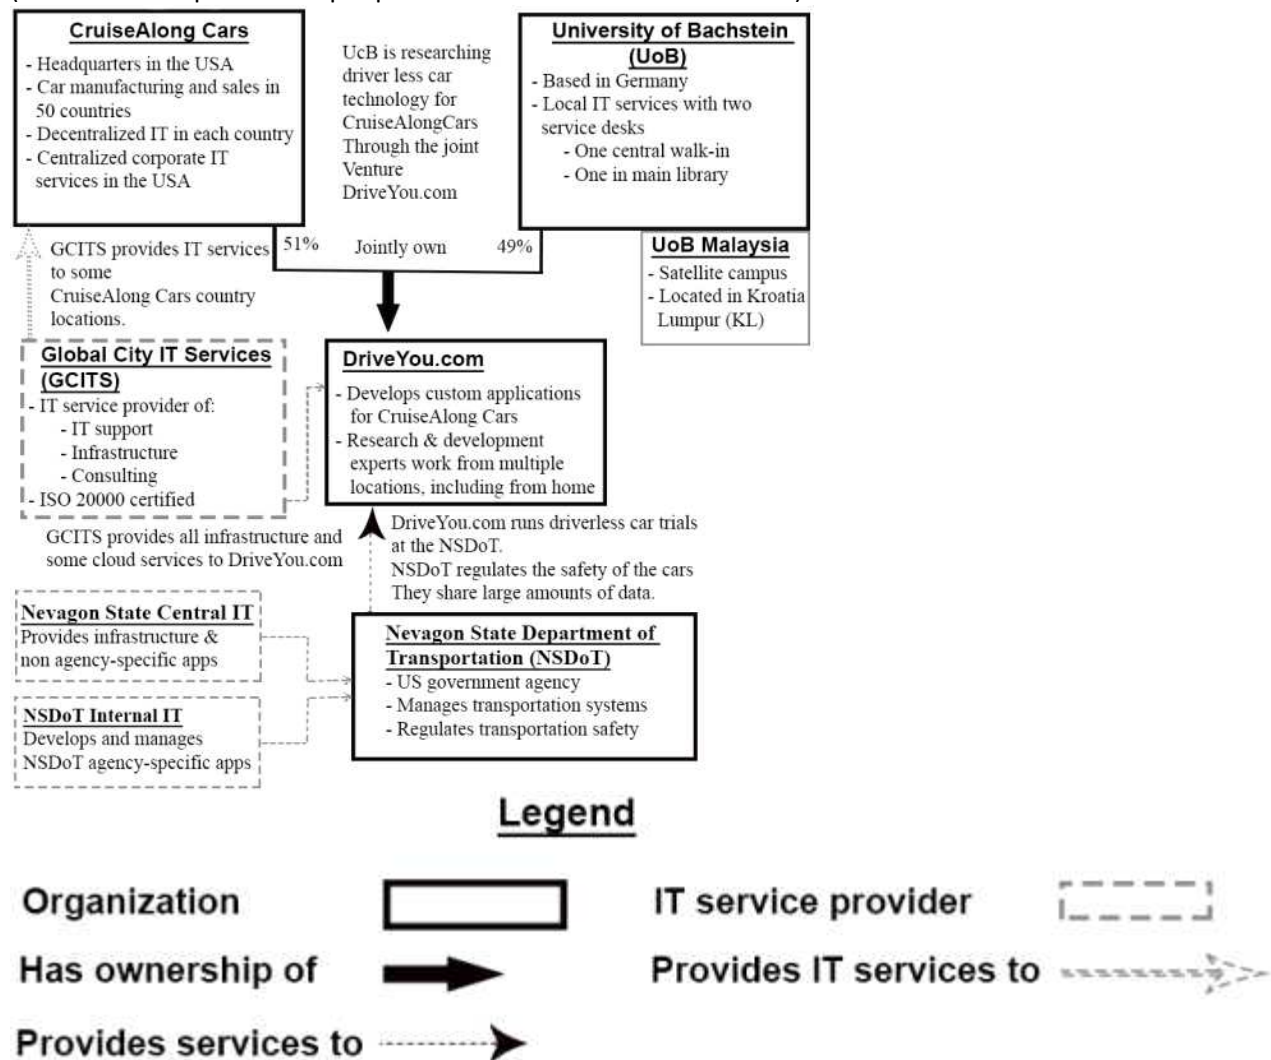 CruiseAlong Cars
- Headquarters in the USA
- Car manufacturing and sales in
50 countries
- Decentralized IT in each country
- Centralized corporate IT
services in the USA
UcB is researching
driver less car
technology for
CruiseAlongCars
Through the joint
Venture
DriveYou.com
University of Bachstein
(UoB)
- Based in Germany
- Local IT services with two
service desks
- One central walk-in
- One in main library
51% Jointly own 49%
UoB Malaysia
- Satellite campus
- Located in Kroatia
Lumpur (KL)
GCITS provides IT services
to some
CruiseAlong Cars country
locations.
Global City IT Services
(GCITS)
- IT service provider of:
- IT support
- Infrastructure
- Consulting
- ISO 20000 certified
DriveYou.com
- Develops custom applications
for CruiseAlong Cars
- Research & development
experts work from multiple
locations, including from home
GCITS provides all infrastructure and
some cloud services to DriveYou.com
DriveYou.com runs driverless car trials
at the NSDoT.
NSDoT regulates the safety of the cars
They share large amounts of data.
Nevagon State Central IT
Provides infrastructure &
non agency-specific apps
NSDoT Internal IT
Develops and manages
NSDoT agency-specific apps
Nevagon State Department of
Transportation (NSDoT)
- US government agency
- Manages transportation systems
- Regulates transportation safety
Legend
Organization
IT service provider
Has ownership of
Provides IT services to
Provides services to